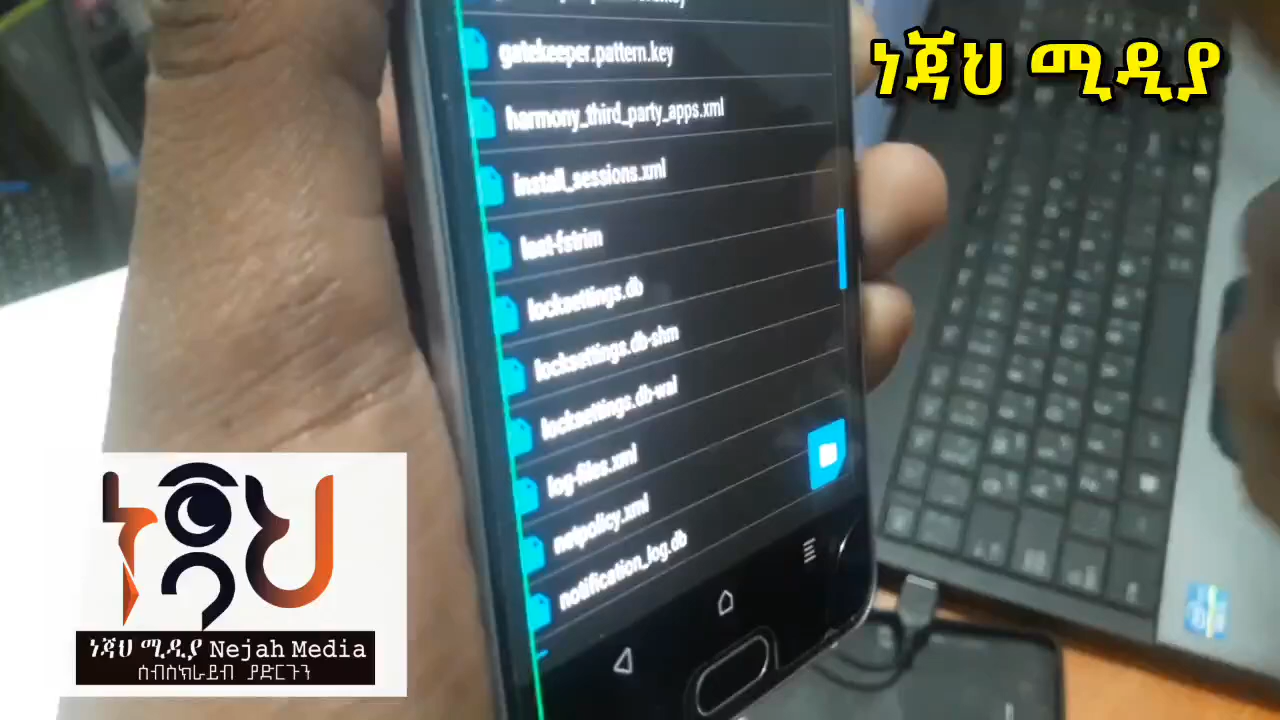 ነጃህ ሚዲያ
gatekeeper.pattern.key
harmony_third_party_apps.xml
install_sessions.xml
last-fstrim
locksettings.db
locksettings.db-shm
locksettings.db-wal
log-files.xml
netpolicy.xml
notification_log.db
ነጃህ
ነጃህ ሚዲያ Nejah Media
ሰብስክራይብ ያድርጉን